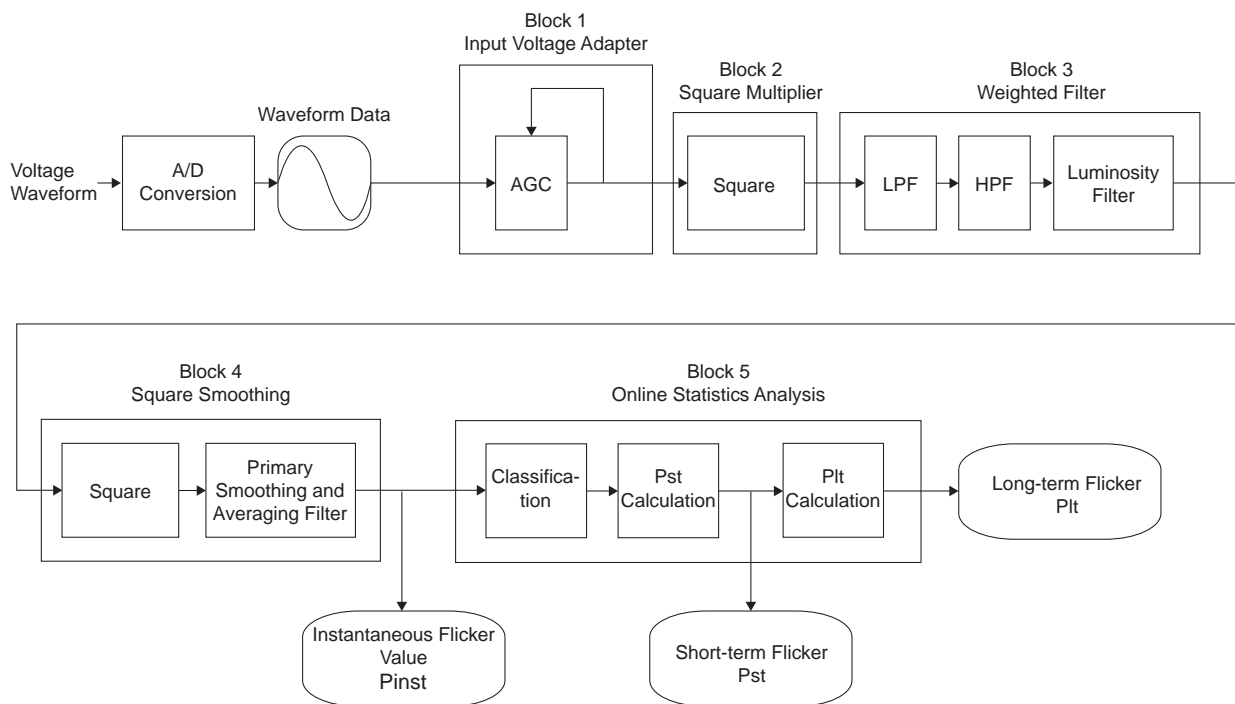 Block 1
Input Voltage Adapter
Block 2
Square Multiplier
Block 3
Weighted Filter
Waveform Data
Voltage
Waveform
A/D
Conversion
AGC
Square
LPF
HPF
Luminosity
Filter
Block 4
Square Smoothing
Block 5
Online Statistics Analysis
Square
Primary
Smoothing and
Averaging Filter
Classifica-
tion
Pst
Calculation
Plt
Calculation
Long-term Flicker
Plt
Instantaneous Flicker
Value
Pinst
Short-term Flicker
Pst